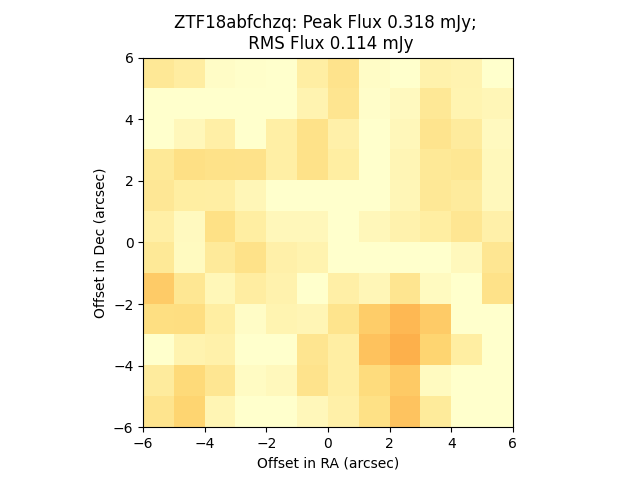 ZTF18abfchzq: Peak Flux 0.318 mJy;
RMS Flux 0.114 mJy
6
4
2
0
−2
−4
−6
Offset in Dec (arcsec)
−6 −4 −2 0 2 4 6
Offset in RA (arcsec)